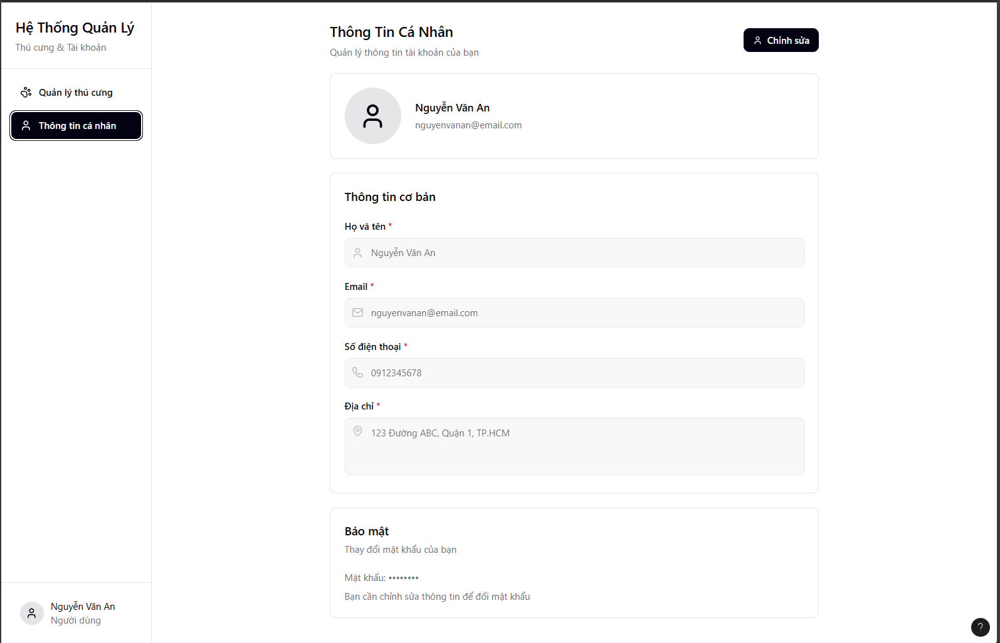 Hệ Thống Quản Lý
Thú cưng & Tài khoản
Quản lý thú cưng
Thông tin cá nhân
Thông Tin Cá Nhân
Quản lý thông tin tài khoản của bạn
Chỉnh sửa
Nguyễn Văn An
nguyenvanan@email.com
Thông tin cơ bản
Họ và tên *
Nguyễn Văn An
Email *
nguyenvanan@email.com
Số điện thoại *
0912345678
Địa chỉ *
123 Đường ABC, Quận 1, TP.HCM
Bảo mật
Thay đổi mật khẩu của bạn
Mật khẩu: ••••••••
Bạn cần chỉnh sửa thông tin để đổi mật khẩu
Nguyễn Văn An
Người dùng
?